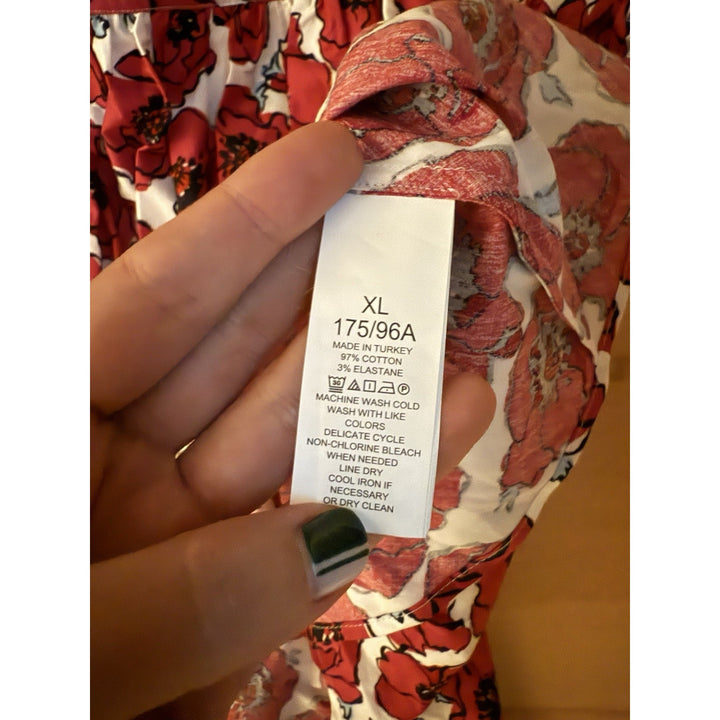 XL
175/96A
MADE IN TURKEY
97% COTTON
3% ELASTANE
30 P
MACHINE WASH COLD
WASH WITH LIKE
COLORS
DELICATE CYCLE
NON-CHLORINE BLEACH
WHEN NEEDED
LINE DRY
COOL IRON IF
NECESSARY
OR DRY CLEAN